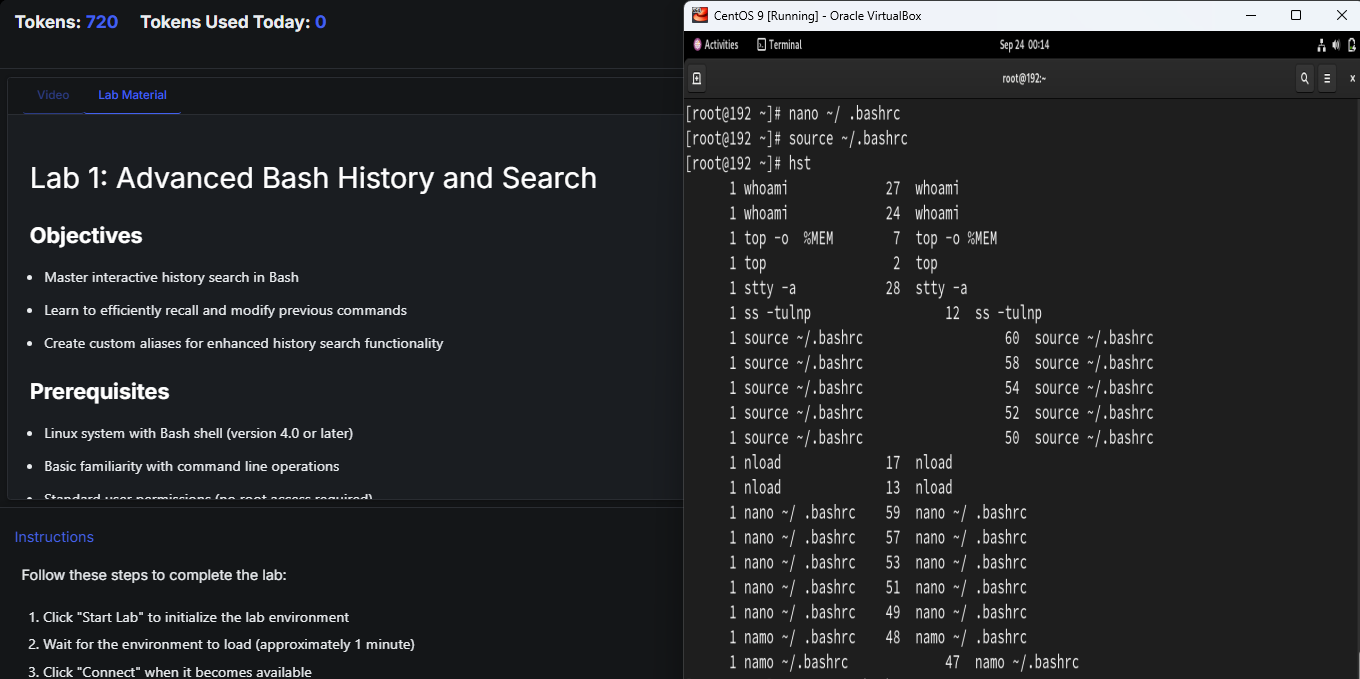 Tokens: 720 Tokens Used Today: 0
Video Lab Material
Lab 1: Advanced Bash History and Search
Objectives
Master interactive history search in Bash
Learn to efficiently recall and modify previous commands
Create custom aliases for enhanced history search functionality
Prerequisites
Linux system with Bash shell (version 4.0 or later)
Basic familiarity with command line operations
Standard user permissions (no root access required)
Instructions
Follow these steps to complete the lab:
1. Click "Start Lab" to initialize the lab environment
2. Wait for the environment to load (approximately 1 minute)
3. Click "Connect" when it becomes available
CentOS 9 [Running] - Oracle VirtualBox
Activities Terminal Sep 24 00:14
root@192:~
[root@192 ~]# nano ~/ .bashrc
[root@192 ~]# source ~/.bashrc
[root@192 ~]# hst
1 whoami 27 whoami
1 whoami 24 whoami
1 top -o %MEM 7 top -o %MEM
1 top 2 top
1 stty -a 28 stty -a
1 ss -tulnp 12 ss -tulnp
1 source ~/.bashrc 60 source ~/.bashrc
1 source ~/.bashrc 58 source ~/.bashrc
1 source ~/.bashrc 54 source ~/.bashrc
1 source ~/.bashrc 52 source ~/.bashrc
1 source ~/.bashrc 50 source ~/.bashrc
1 nload 17 nload
1 nload 13 nload
1 nano ~/ .bashrc 59 nano ~/ .bashrc
1 nano ~/ .bashrc 57 nano ~/ .bashrc
1 nano ~/ .bashrc 53 nano ~/ .bashrc
1 nano ~/ .bashrc 51 nano ~/ .bashrc
1 nano ~/ .bashrc 49 nano ~/ .bashrc
1 namo ~/ .bashrc 48 namo ~/ .bashrc
1 namo ~/.bashrc 47 namo ~/.bashrc